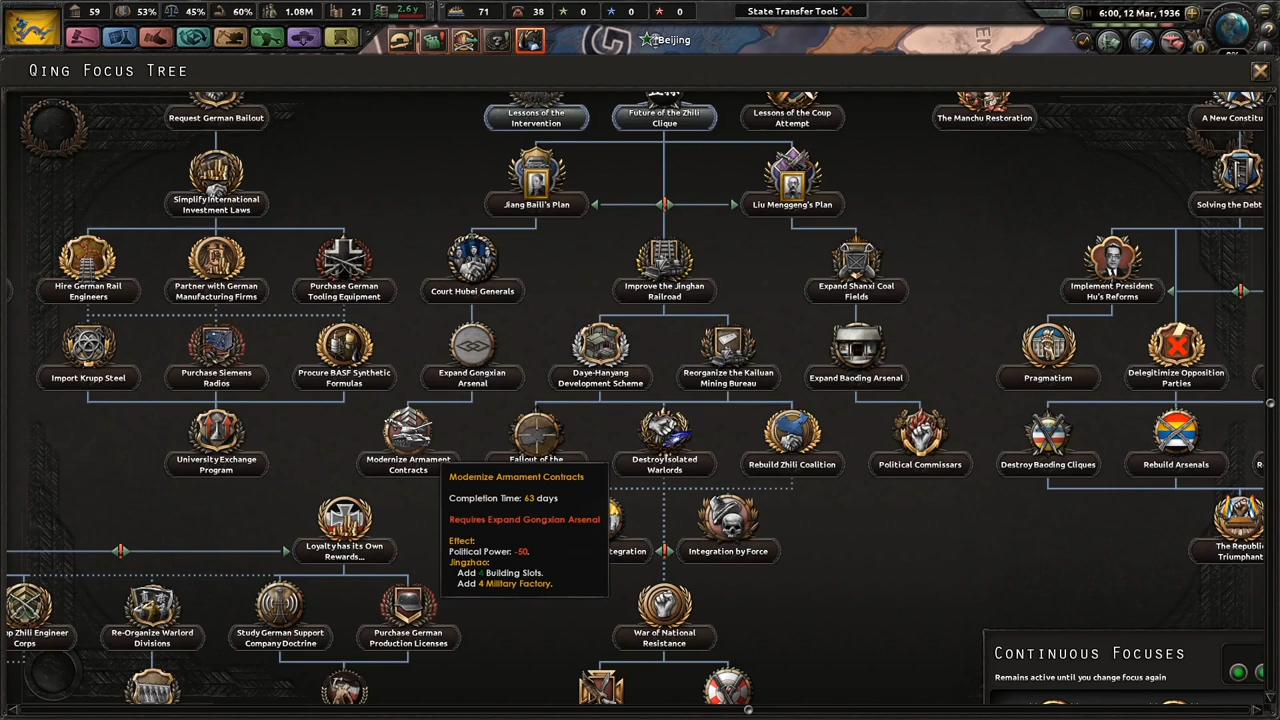 59 53% 45% 60% 1.08M 21 2.6 y 71 38 0 0 0 State Transfer Tool: 6:00, 12 Mar, 1936
Beijing
0
Qing Focus Tree
Request German Bailout
Lessons of the
Intervention
Future of the Zhili
Clique
Lessons of the Coup
Attempt
The Manchu Restoration
A New Constitu
Simplify International
Investment Laws
Jiang Baili's Plan
Liu Menggeng's Plan
Solving the Debt
Hire German Rail
Engineers
Partner with German
Manufacturing Firms
Purchase German
Tooling Equipment
Court Hubei Generals
Improve the Jinghan
Railroad
Expand Shanxi Coal
Fields
Implement President
Hu's Reforms
Import Krupp Steel
Purchase Siemens
Radios
Procure BASF Synthetic
Formulas
Expand Gongxian
Arsenal
Daye-Hanyang
Development Scheme
Reorganize the Kailuan
Mining Bureau
Expand Baoding Arsenal
Pragmatism
Delegitimize Opposition
Parties
University Exchange
Program
Modernize Armament
Contracts
Fallout of the
Destroy Isolated
Warlords
Rebuild Zhili Coalition
Political Commissars
Destroy Baoding Cliques
Rebuild Arsenals
Modernize Armament Contracts
Completion Time: 63 days
Requires Expand Gongxian Arsenal
Effect:
Political Power: -50.
Jingzhao:
Add 4 Building Slots.
Add 4 Military Factory.
Loyalty has its Own
Rewards...
tegration
Integration by Force
The Republi
Triumphant
p Zhili Engineer
Corps
Re-Organize Warlord
Divisions
Study German Support
Company Doctrine
Purchase German
Production Licenses
War of National
Resistance
Continuous Focuses
Remains active until you change focus again